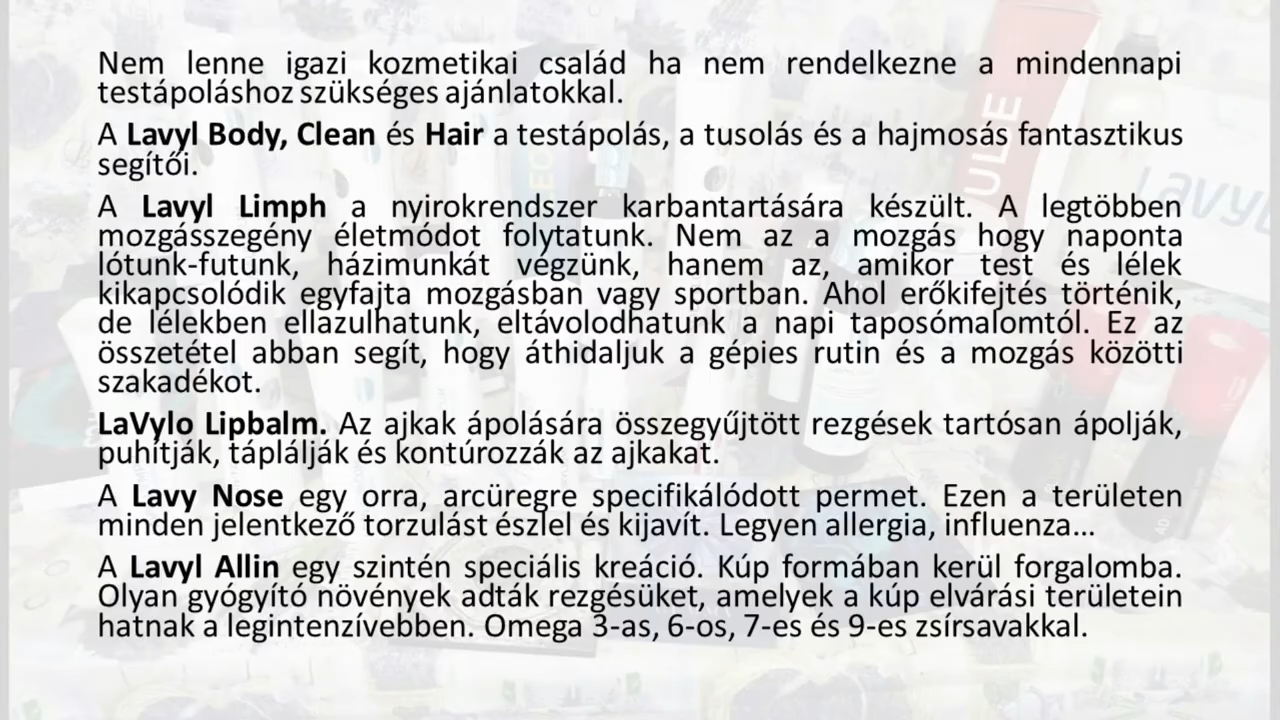 Nem lenne igazi kozmetikai család ha nem rendelkezne a mindennapi
testápoláshoz szükséges ajánlatokkal.
A Lavyl Body, Clean és Hair a testápolás, a tusolás és a hajmosás fantasztikus
segítői.
A Lavyl Limph a nyirokrendszer karbantartására készült. A legtöbben
mozgásszegény életmódot folytatunk. Nem az a mozgás hogy naponta
lótunk-futunk, házimunkát végzünk, hanem az, amikor test és lélek
kikapcsolódik egyfajta mozgásban vagy sportban. Ahol erőkifejtés történik,
de lélekben ellazulhatunk, eltávolodhatunk a napi taposómalomtól. Ez az
összetétel abban segít, hogy áthidaljuk a gépies rutin és a mozgás közötti
szakadékot.
LaVylo Lipbalm. Az ajkak ápolására összegyűjtött rezgések tartósan ápolják,
puhítják, táplálják és kontúrozzák az ajkakat.
A Lavy Nose egy orra, arcüregre specifikálódott permet. Ezen a területen
minden jelentkező torzulást észlel és kijavít. Legyen allergia, influenza...
A Lavyl Allin egy szintén speciális kreáció. Kúp formában kerül forgalomba.
Olyan gyógyító növények adták rezgésüket, amelyek a kúp elvárási területein
hatnak a legintenzívebben. Omega 3-as, 6-os, 7-es és 9-es zsírsavakkal.